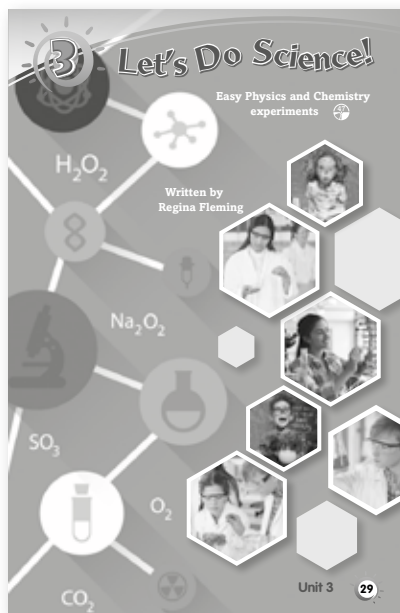 3 Let's Do Science!
Easy Physics and Chemistry
experiments 47
Written by
Regina Fleming
H₂O₂
Na₂O₂
SO₃
O₂
CO₂
Unit 3 29